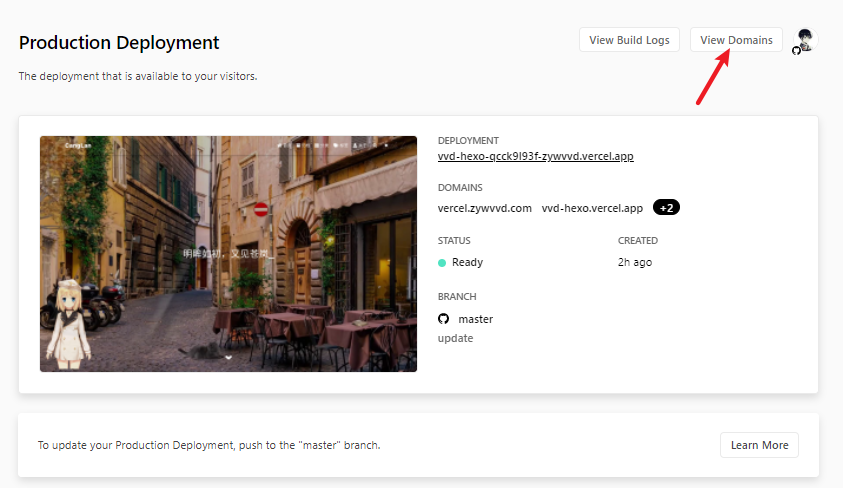 Production Deployment
View Build Logs
View Domains
The deployment that is available to your visitors.
CangLan
明眸如初，又见苍岚_
DEPLOYMENT
vvd-hexo-qcck9l93f-zywvvd.vercel.app
DOMAINS
vercel.zywvvd.com vvd-hexo.vercel.app +2
STATUS
CREATED
Ready
2h ago
BRANCH
master
update
To update your Production Deployment, push to the "master" branch.
Learn More